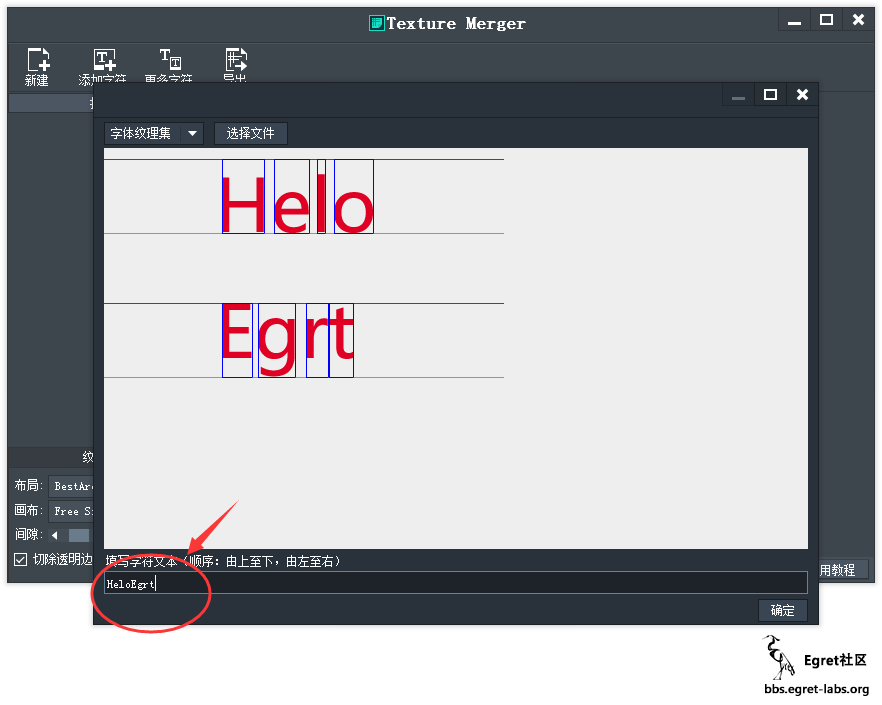 Texture Merger
新建 添加字符 更多字符 导出
字体纹理集 选择文件
Helo
Egrt
纹
布局: BestAre
画布: Free S
间隙:
切除透明边
填写字符文本(顺序: 由上至下, 由左至右)
HeloEgrt
用教程
确定
Egret社区
bbs.egret-labs.org